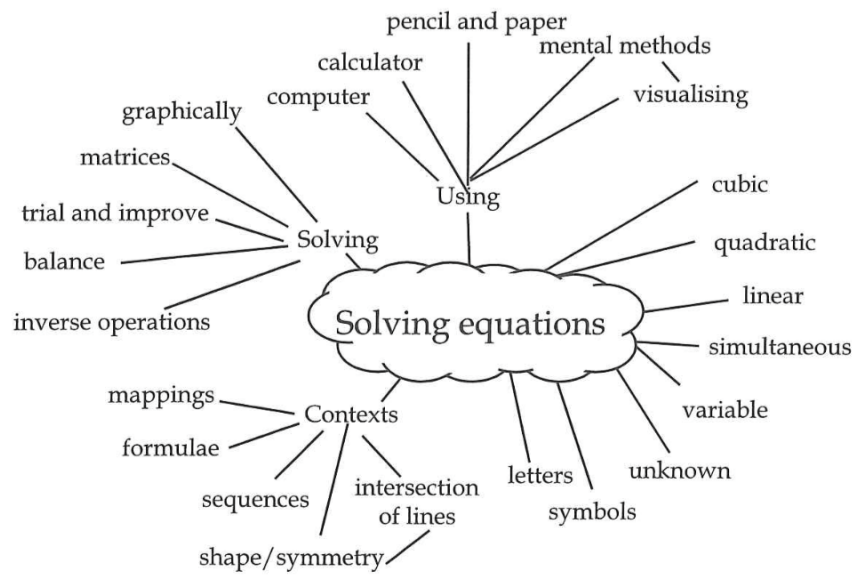 pencil and paper
mental methods
calculator
computer
visualising
graphically
matrices
cubic
Using
trial and improve
Solving
quadratic
balance
linear
inverse operations
Solving equations
simultaneous
mappings
Contexts
variable
formulae
unknown
letters
sequences
intersection
of lines
symbols
shape/symmetry